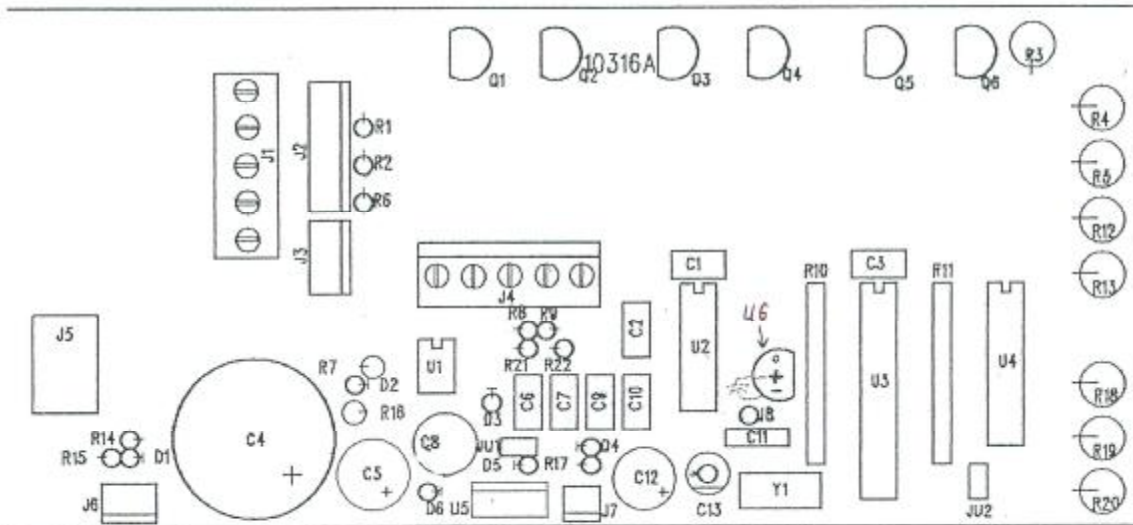 10316A
Q1 Q2 Q3 Q4 Q5 Q6 R3
R4
J1 J2 R1
R2
R6
R5
R12
J3
C1 R10 C3 R11
R13
J4
R8 R9
J5 C2 U6
U1 R21 R22 U2 U3 U4
R7 D2
R16
C6 C7 C9 C10
D3
R18
J8
R14
R15 D1
C4 + C8 JU1 D4 C11
D5 R17
R19
C5 + C12 + C13 Y1
J6 D6 U5 J7 JU2 R20